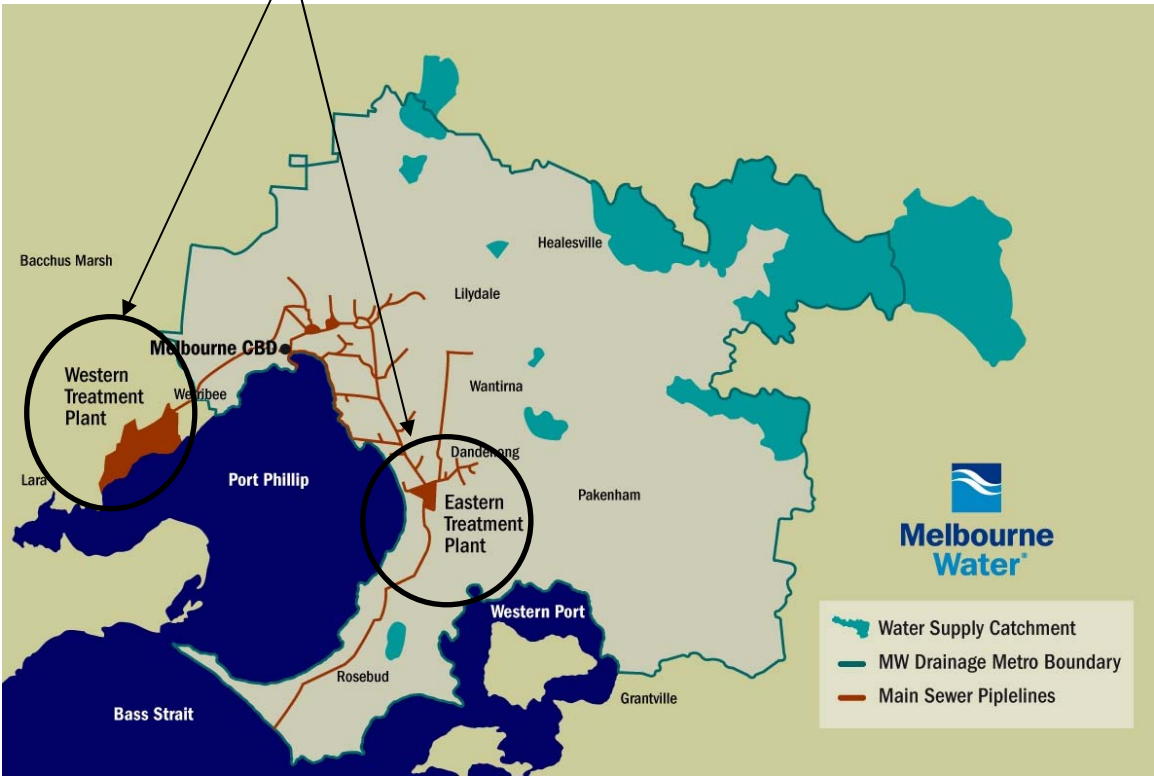 Healesville
Bacchus Marsh
Lilydale
Melbourne CBD
Western
Treatment
Plant
Werribee
Wantirna
Dandenong
Lara
Port Phillip
Pakenham
Eastern
Treatment
Plant
Melbourne
Water®
Western Port
Water Supply Catchment
MW Drainage Metro Boundary
Main Sewer Piplelines
Rosebud
Grantville
Bass Strait